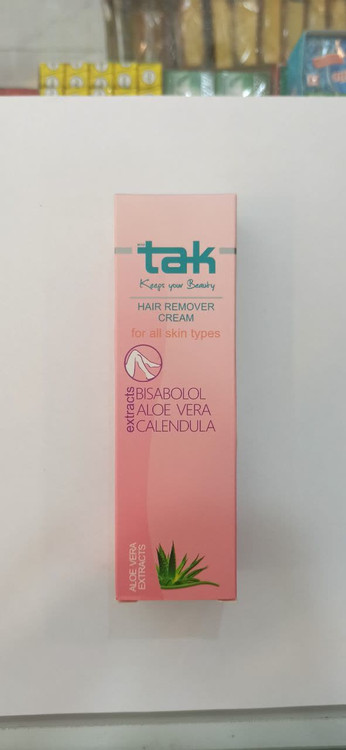 tak
Keeps your Beauty
HAIR REMOVER
CREAM
for all skin types
extracts
BISABOLOL
ALOE VERA
CALENDULA
ALOE VERA
EXTRACTS